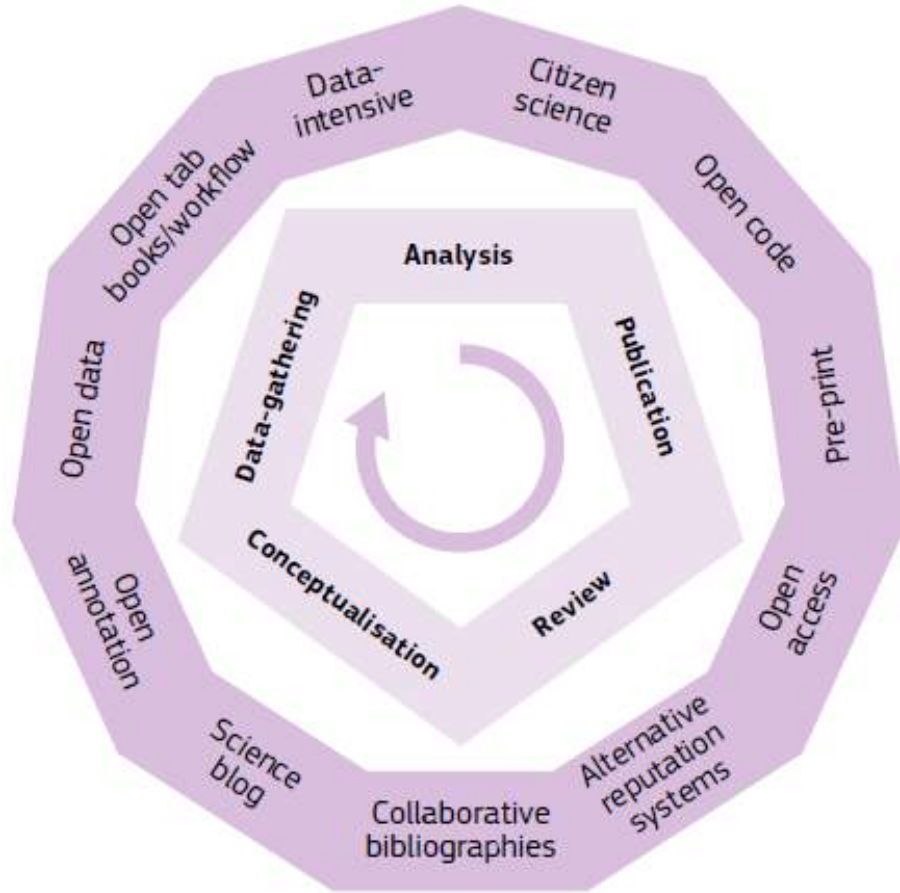 Data-
intensive
Citizen
science
Open code
Pre-print
Open
access
Alternative
reputation
systems
Collaborative
bibliographies
Science
blog
Open
annotation
Open data
Open tab
books/workflow
Analysis
Publication
Review
Conceptualisation
Data-gathering